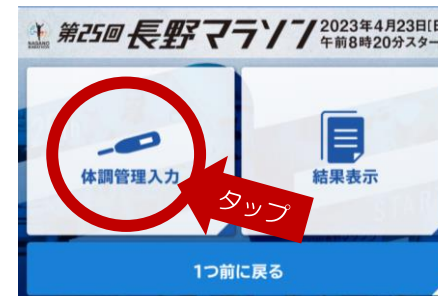 第25回 長野マラソン
2023年4月23日
午前8時20分スター
体調管理入力
結果表示
タップ
1つ前に戻る